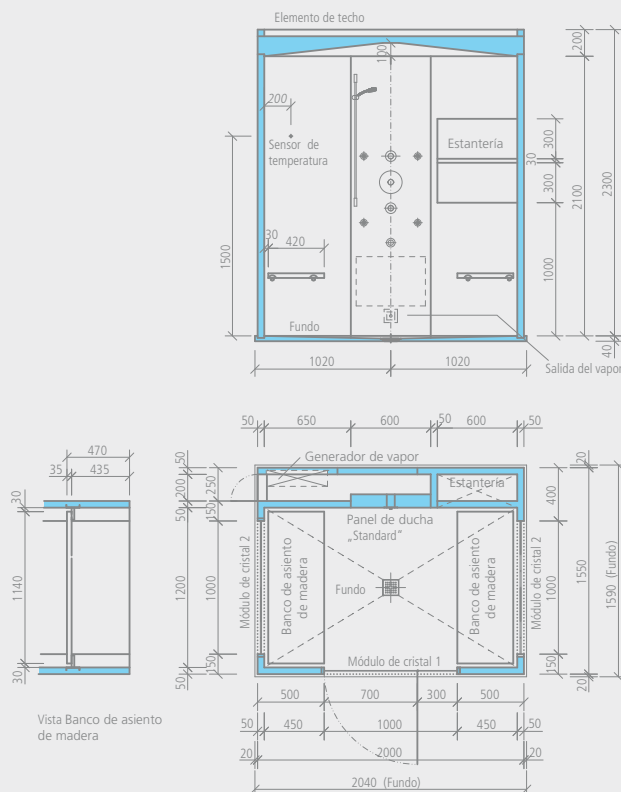 Elemento de techo
200
100
200
Sensor de
temperatura
Estantería
300
30
300
2100
2300
1500
30
420
1000
Fundo
40
1020
1020
Salida del vapor
50
650
600
50
600
50
470
35
435
50
200
250
Generador de vapor
Estantería
20
400
30
50
150
Panel de ducha
„Standard“
1140
1200
1000
Módulo de cristal 2
Banco de asiento
de madera
Fundo
Banco de asiento
de madera
Módulo de cristal 2
1000
1550
1590 (Fundo)
30
50
150
Módulo de cristal 1
150
20
500
700
300
500
Vista Banco de asiento
de madera
50
450
1000
450
50
20
2000
20
2040 (Fundo)